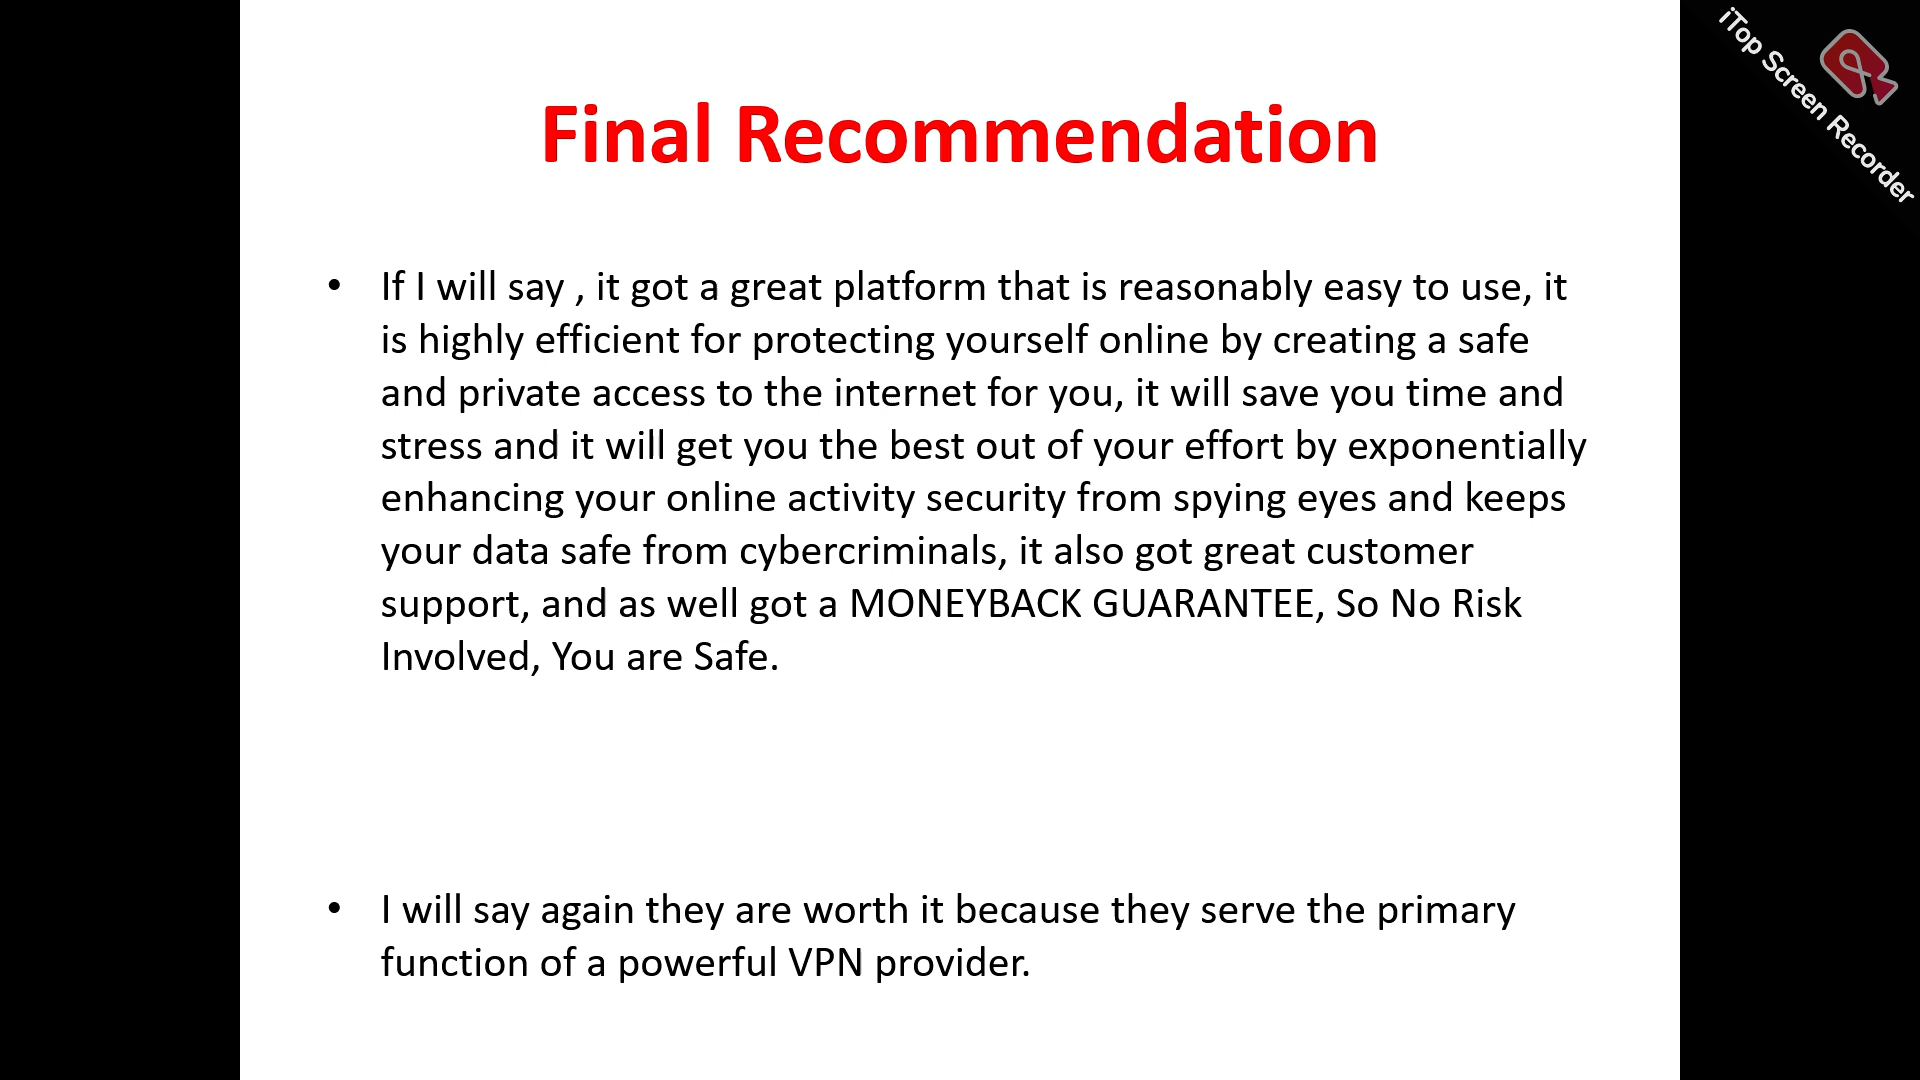 iTop Screen Recorder
Final Recommendation
• If I will say , it got a great platform that is reasonably easy to use, it
is highly efficient for protecting yourself online by creating a safe
and private access to the internet for you, it will save you time and
stress and it will get you the best out of your effort by exponentially
enhancing your online activity security from spying eyes and keeps
your data safe from cybercriminals, it also got great customer
support, and as well got a MONEYBACK GUARANTEE, So No Risk
Involved, You are Safe.
• I will say again they are worth it because they serve the primary
function of a powerful VPN provider.